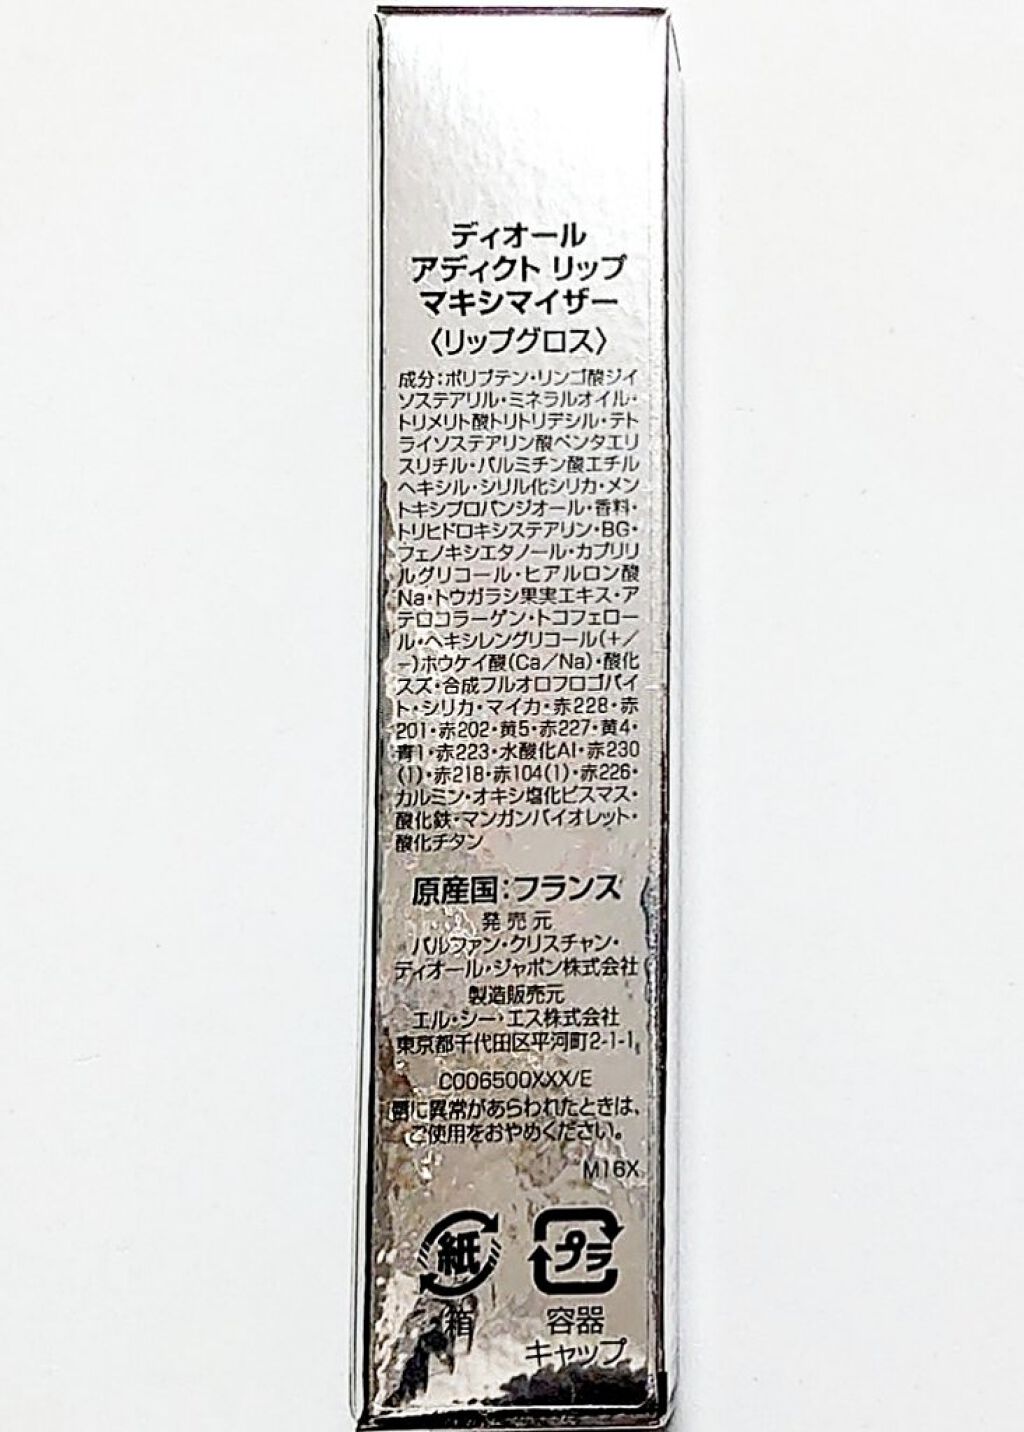 ディオール
アディクト リップ
マキシマイザー
〈リップグロス〉
成分:ポリブテン・リンゴ酸ジイ
ソステアリル・ミネラルオイル・
トリメリト酸トリトリデシル・テト
ライソステアリン酸ペンタエリ
スリチル・パルミチン酸エチル
ヘキシル・シリル化シリカ・メン
トキシプロパンジオール・香料・
トリヒドロキシステアリン・BG・
フェノキシエタノール・カプリリ
ルグリコール・ヒアルロン酸
Na・トウガラシ果実エキス・ア
テロコラーゲン・トコフェロー
ル・ヘキシレングリコール(+/
-)ホウケイ酸(Ca/Na)・酸化
スズ・合成フルオロフロゴパイ
ト・シリカ・マイカ・赤228・赤
201・赤202・黄5・赤227・黄4・
青1・赤223・水酸化Al・赤230
(1)・赤218・赤104(1)・赤226・
カルミン・オキシ塩化ビスマス・
酸化鉄・マンガンバイオレット・
酸化チタン
原産国:フランス
発売元
パルファン・クリスチャン・
ディオール・ジャポン株式会社
製造販売元
エル・シー・エス株式会社
東京都千代田区平河町2-1-1
C006500XXX/E
唇に異常があらわれたときは、
ご使用をおやめください。
M16X
紙 プラ
箱 容器
キャップ